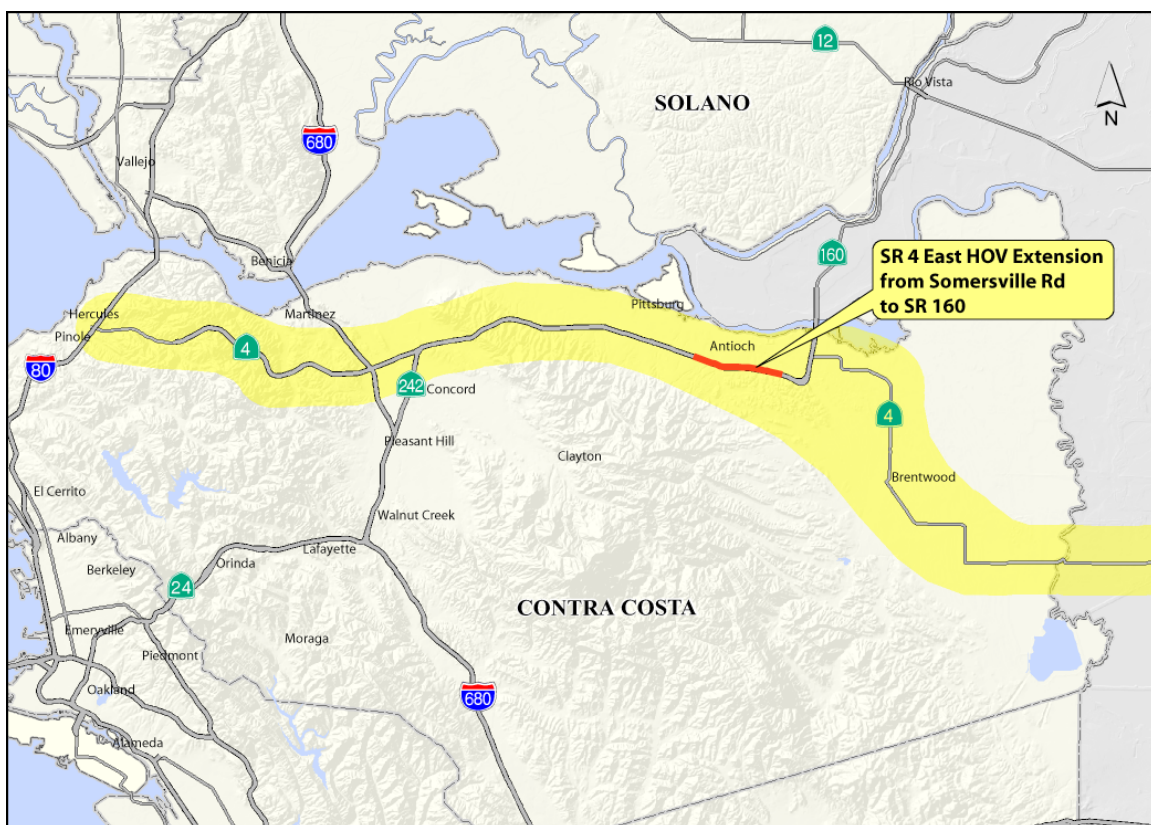 12
Rio Vista
SOLANO
N
680
Vallejo
160
SR 4 East HOV Extension
from Somersville Rd
to SR 160
Benicia
Pittsburg
Hercules
Martinez
Pinole
4
Antioch
80
242
Concord
4
Pleasant Hill
Clayton
Brentwood
El Cerrito
Walnut Creek
Albany
Lafayette
Orinda
Berkeley
24
CONTRA COSTA
Emeryville
Moraga
Piedmont
Oakland
680
Alameda